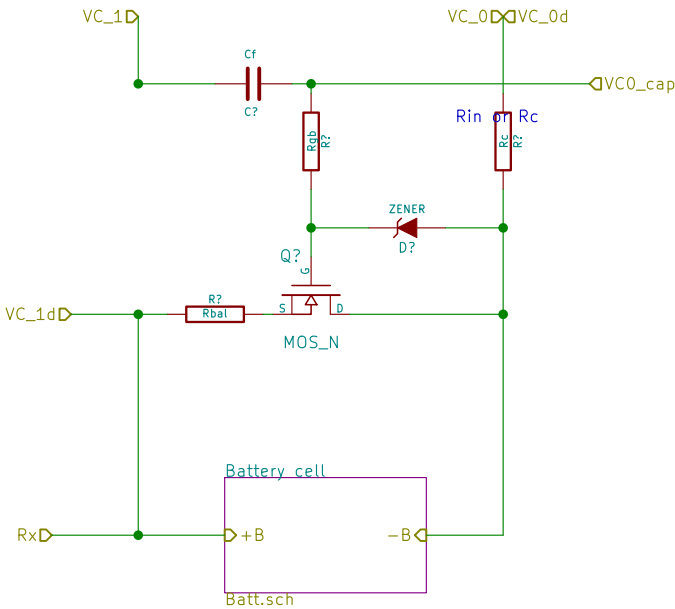 VC_1
VC_0 VC_0d
Cf
C?
VC0_cap
Rin or Rc
Rgb
R?
Rc
R?
ZENER
D?
Q?
G
S
D
MOS_N
VC_1d
R?
Rbal
Battery cell
Rx
+B
-B
Batt.sch